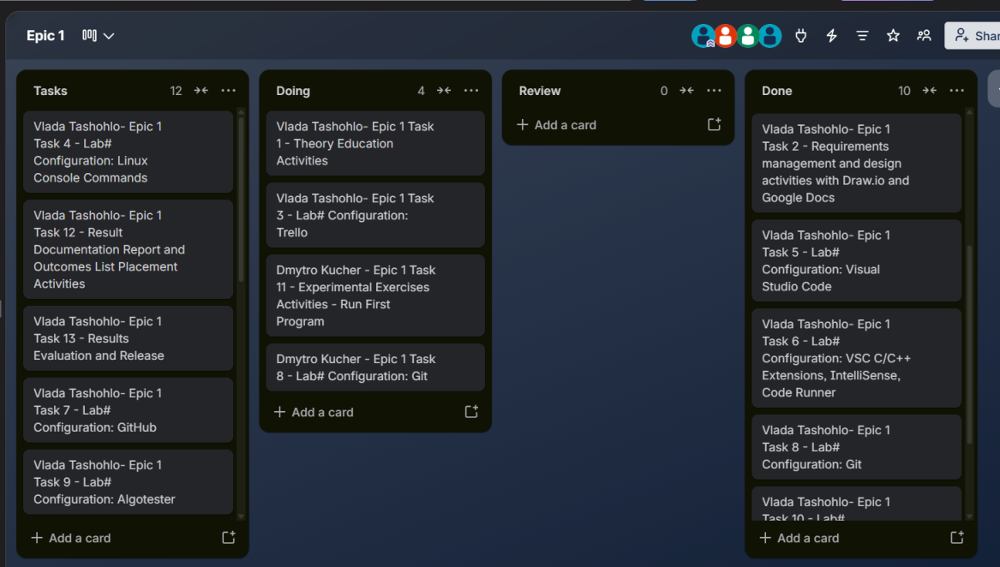 Epic 1
Shar
Tasks
12
Vlada Tashohlo- Epic 1
Task 4 - Lab#
Configuration: Linux
Console Commands
Vlada Tashohlo- Epic 1
Task 12 - Result
Documentation Report and
Outcomes List Placement
Activities
Vlada Tashohlo- Epic 1
Task 13 - Results
Evaluation and Release
Vlada Tashohlo- Epic 1
Task 7 - Lab#
Configuration: GitHub
Vlada Tashohlo- Epic 1
Task 9 - Lab#
Configuration: Algotester
Add a card
Doing
4
Vlada Tashohlo- Epic 1 Task
1 - Theory Education
Activities
Vlada Tashohlo- Epic 1 Task
3 - Lab# Configuration:
Trello
Dmytro Kucher - Epic 1 Task
11 - Experimental Exercises
Activities - Run First
Program
Dmytro Kucher - Epic 1 Task
8 - Lab# Configuration: Git
Add a card
Review
0
Add a card
Done
10
Vlada Tashohlo- Epic 1
Task 2 - Requirements
management and design
activities with Draw.io and
Google Docs
Vlada Tashohlo- Epic 1
Task 5 - Lab#
Configuration: Visual
Studio Code
Vlada Tashohlo- Epic 1
Task 6 - Lab#
Configuration: VSC C/C++
Extensions, IntelliSense,
Code Runner
Vlada Tashohlo- Epic 1
Task 8 - Lab#
Configuration: Git
Vlada Tashohlo- Epic 1
Task 10 - Lab#
Add a card